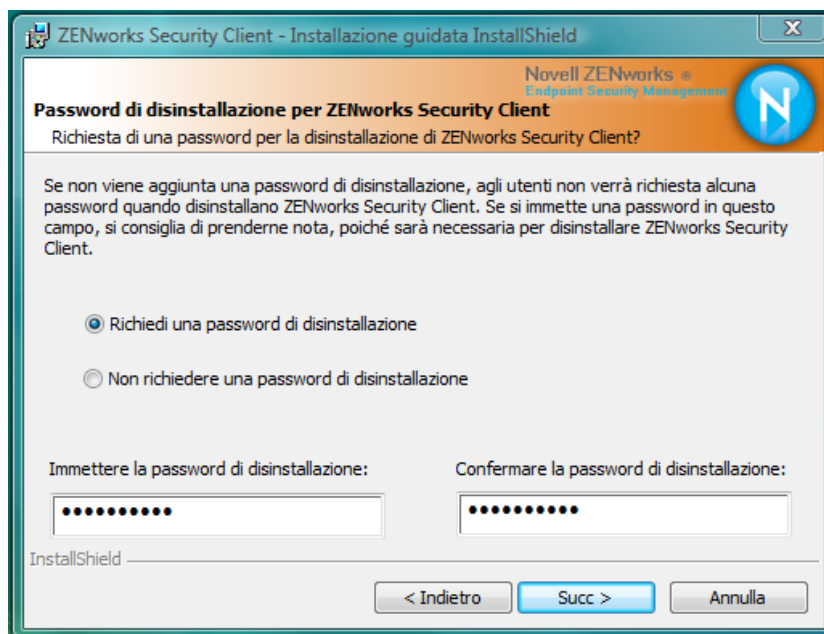 ZENworks Security Client - Installazione guidata InstallShield
Novell ZENworks ®
Endpoint Security Management
N
Password di disinstallazione per ZENworks Security Client
Richiesta di una password per la disinstallazione di ZENworks Security Client?
Se non viene aggiunta una password di disinstallazione, agli utenti non verrà richiesta alcuna
password quando disinstallano ZENworks Security Client. Se si immette una password in questo
campo, si consiglia di prenderne nota, poiché sarà necessaria per disinstallare ZENworks Security
Client.
Richiedi una password di disinstallazione
Non richiedere una password di disinstallazione
Immettere la password di disinstallazione:
Confermare la password di disinstallazione:
••••••••••
••••••••••
InstallShield
< Indietro
Succ >
Annulla